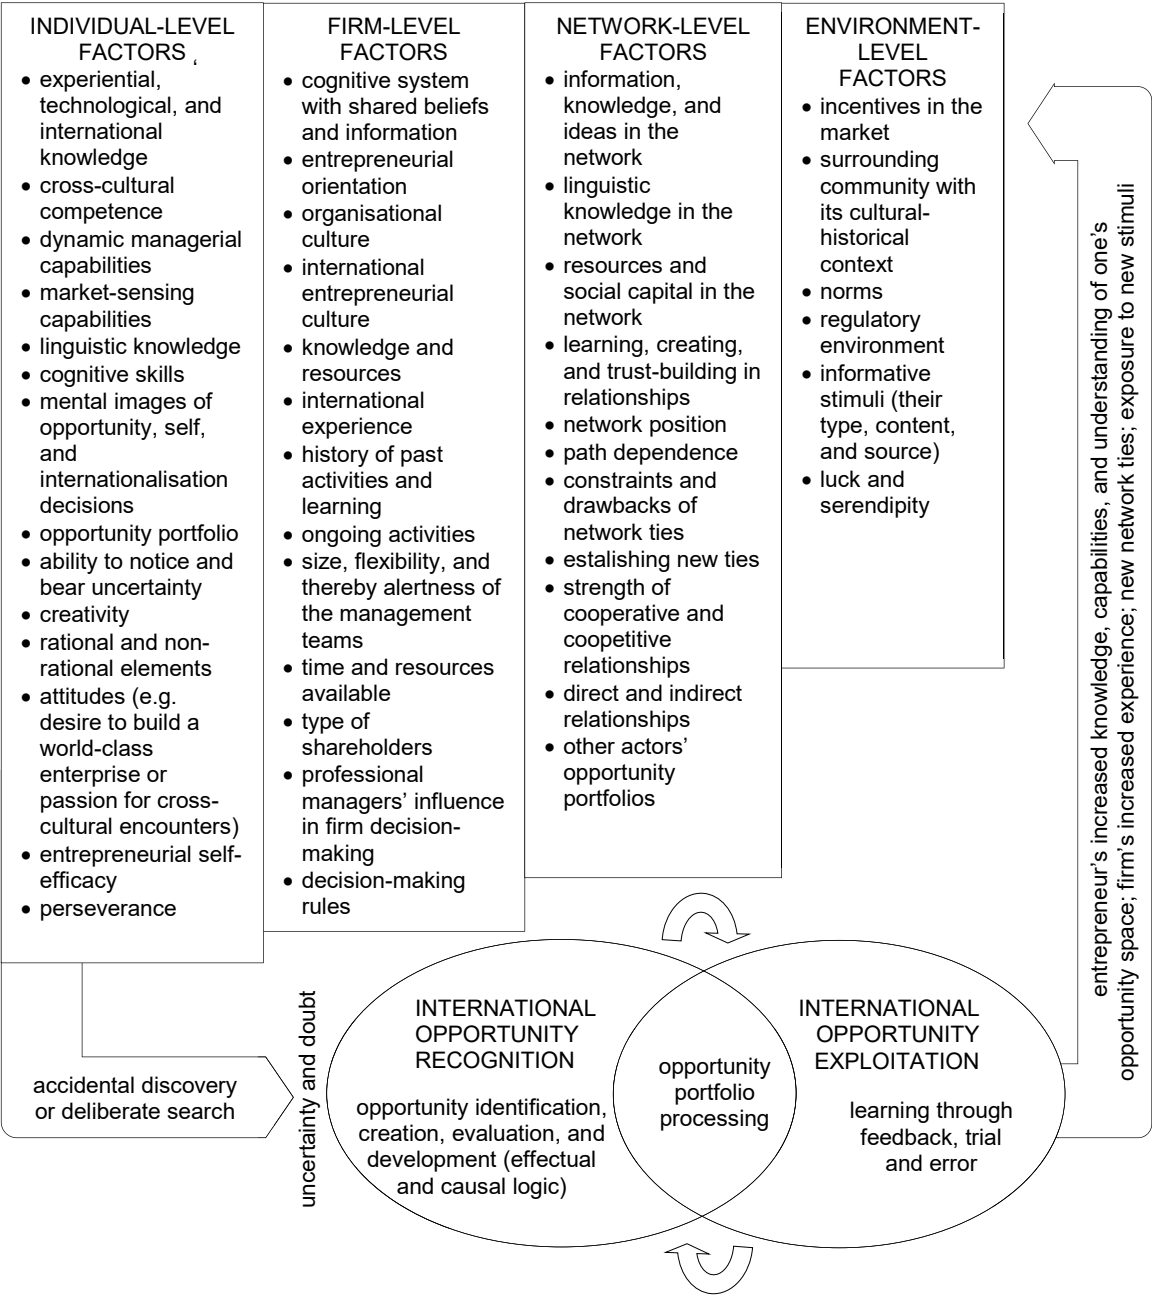 INDIVIDUAL-LEVEL
FACTORS
• experiential,
technological, and
international
knowledge
• cross-cultural
competence
• dynamic managerial
capabilities
• market-sensing
capabilities
• linguistic knowledge
• cognitive skills
• mental images of
opportunity, self,
and
internationalisation
decisions
• opportunity portfolio
• ability to notice and
bear uncertainty
• creativity
• rational and non-
rational elements
• attitudes (e.g.
desire to build a
world-class
enterprise or
passion for cross-
cultural encounters)
• entrepreneurial self-
efficacy
• perseverance
FIRM-LEVEL
FACTORS
• cognitive system
with shared beliefs
and information
• entrepreneurial
orientation
• organisational
culture
• international
entrepreneurial
culture
• knowledge and
resources
• international
experience
• history of past
activities and
learning
• ongoing activities
• size, flexibility, and
thereby alertness of
the management
teams
• time and resources
available
• type of
shareholders
• professional
managers’ influence
in firm decision-
making
• decision-making
rules
NETWORK-LEVEL
FACTORS
• information,
knowledge, and
ideas in the
network
• linguistic
knowledge in the
network
• resources and
social capital in the
network
• learning, creating,
and trust-building in
relationships
• network position
• path dependence
• constraints and
drawbacks of
network ties
• estalishing new ties
• strength of
cooperative and
coopetitive
relationships
• direct and indirect
relationships
• other actors’
opportunity
portfolios
ENVIRONMENT-
LEVEL
FACTORS
• incentives in the
market
• surrounding
community with
its cultural-
historical
context
• norms
• regulatory
environment
• informative
stimuli (their
type, content,
and source)
• luck and
serendipity
accidental discovery
or deliberate search
uncertainty and doubt
INTERNATIONAL
OPPORTUNITY
RECOGNITION
opportunity identification,
creation, evaluation, and
development (effectual
and causal logic)
opportunity
portfolio
processing
INTERNATIONAL
OPPORTUNITY
EXPLOITATION
learning through
feedback, trial
and error
entrepreneur’s increased knowledge, capabilities, and understanding of one’s
opportunity space; firm’s increased experience; new network ties; exposure to new stimuli